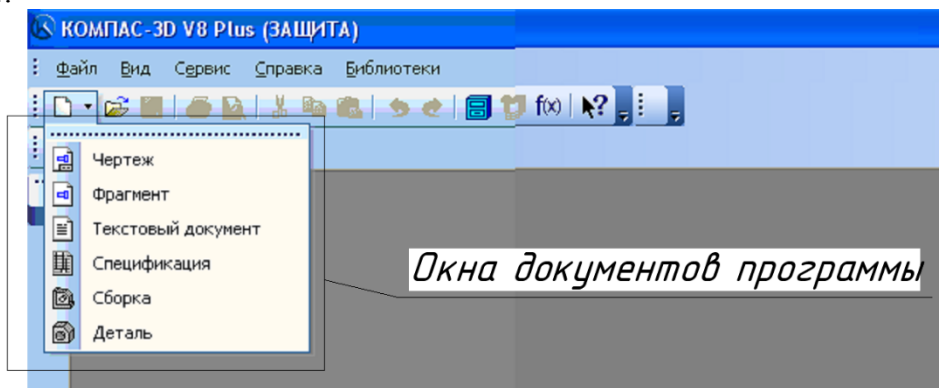 КОМПАС-3D V8 Plus (ЗАЩИТА)
Файл Вид Сервис Справка Библиотеки
f(x) ?
Чертеж
Фрагмент
Текстовый документ
Спецификация
Окна документов программы
Сборка
Деталь